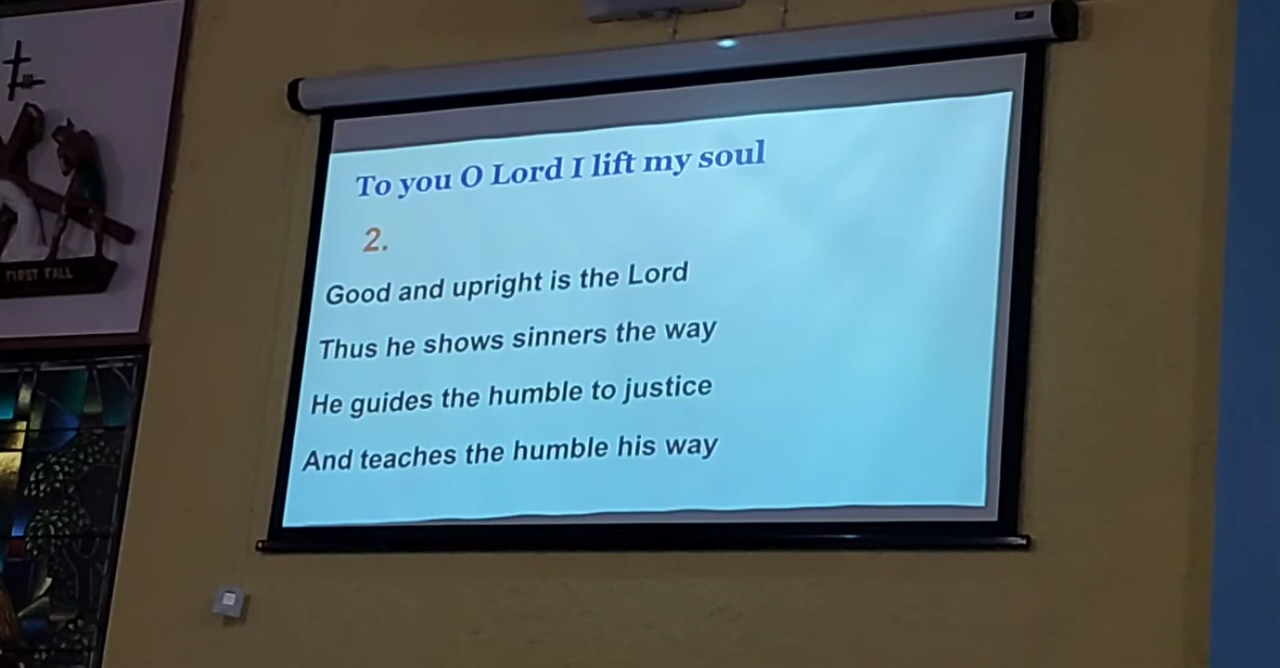 FIRST FALL
To you O Lord I lift my soul
2.
Good and upright is the Lord
Thus he shows sinners the way
He guides the humble to justice
And teaches the humble his way